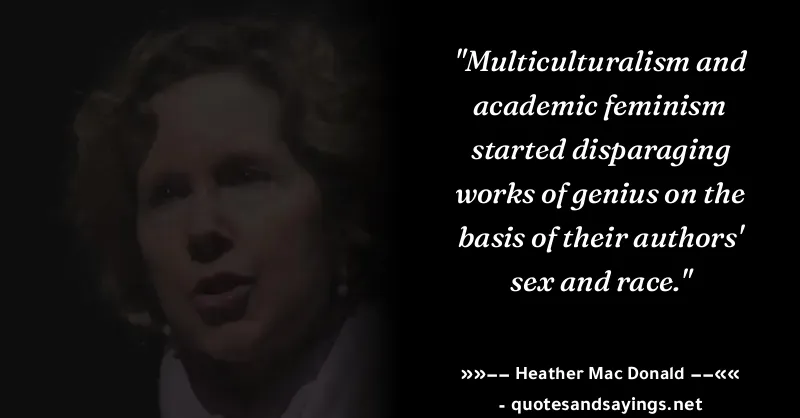 "Multiculturalism and
academic feminism
started disparaging
works of genius on the
basis of their authors'
sex and race."
»»−− Heather Mac Donald −−««
- quotesandsayings.net